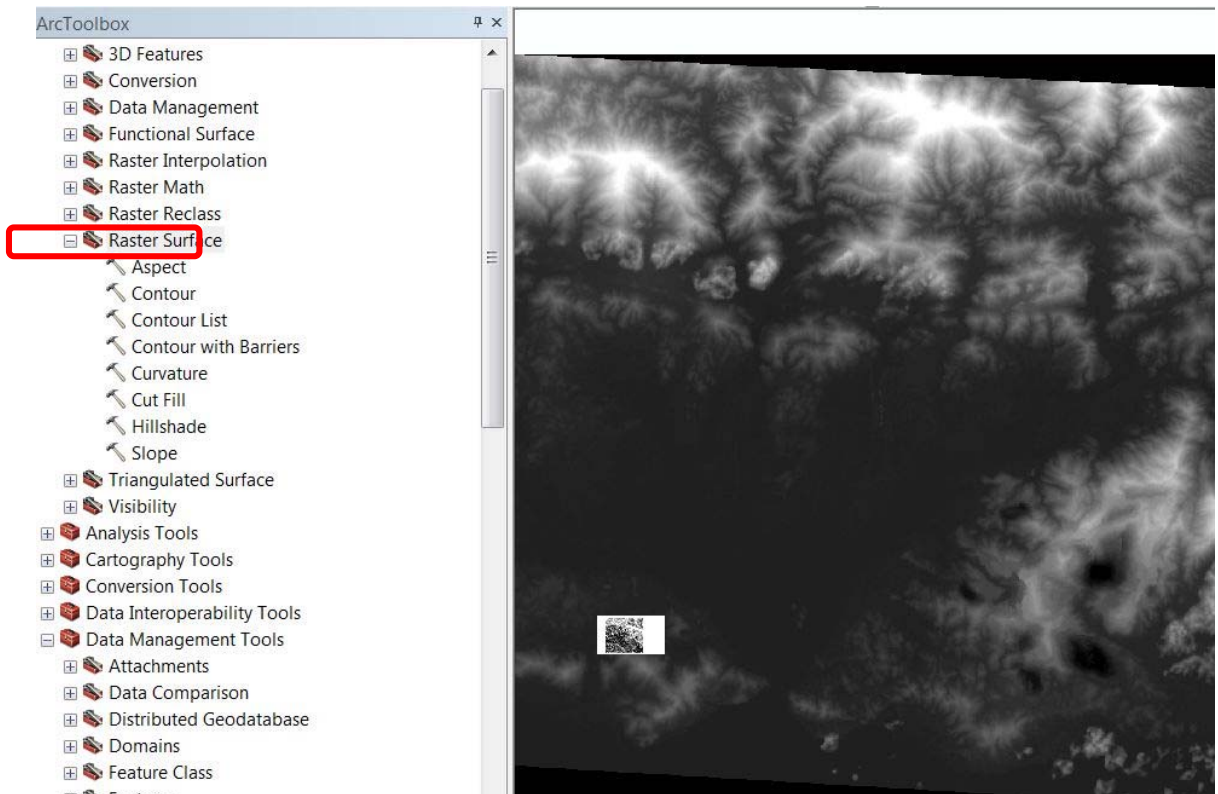 ArcToolbox
3D Features
Conversion
Data Management
Functional Surface
Raster Interpolation
Raster Math
Raster Reclass
Raster Surface
Aspect
Contour
Contour List
Contour with Barriers
Curvature
Cut Fill
Hillshade
Slope
Triangulated Surface
Visibility
Analysis Tools
Cartography Tools
Conversion Tools
Data Interoperability Tools
Data Management Tools
Attachments
Data Comparison
Distributed Geodatabase
Domains
Feature Class